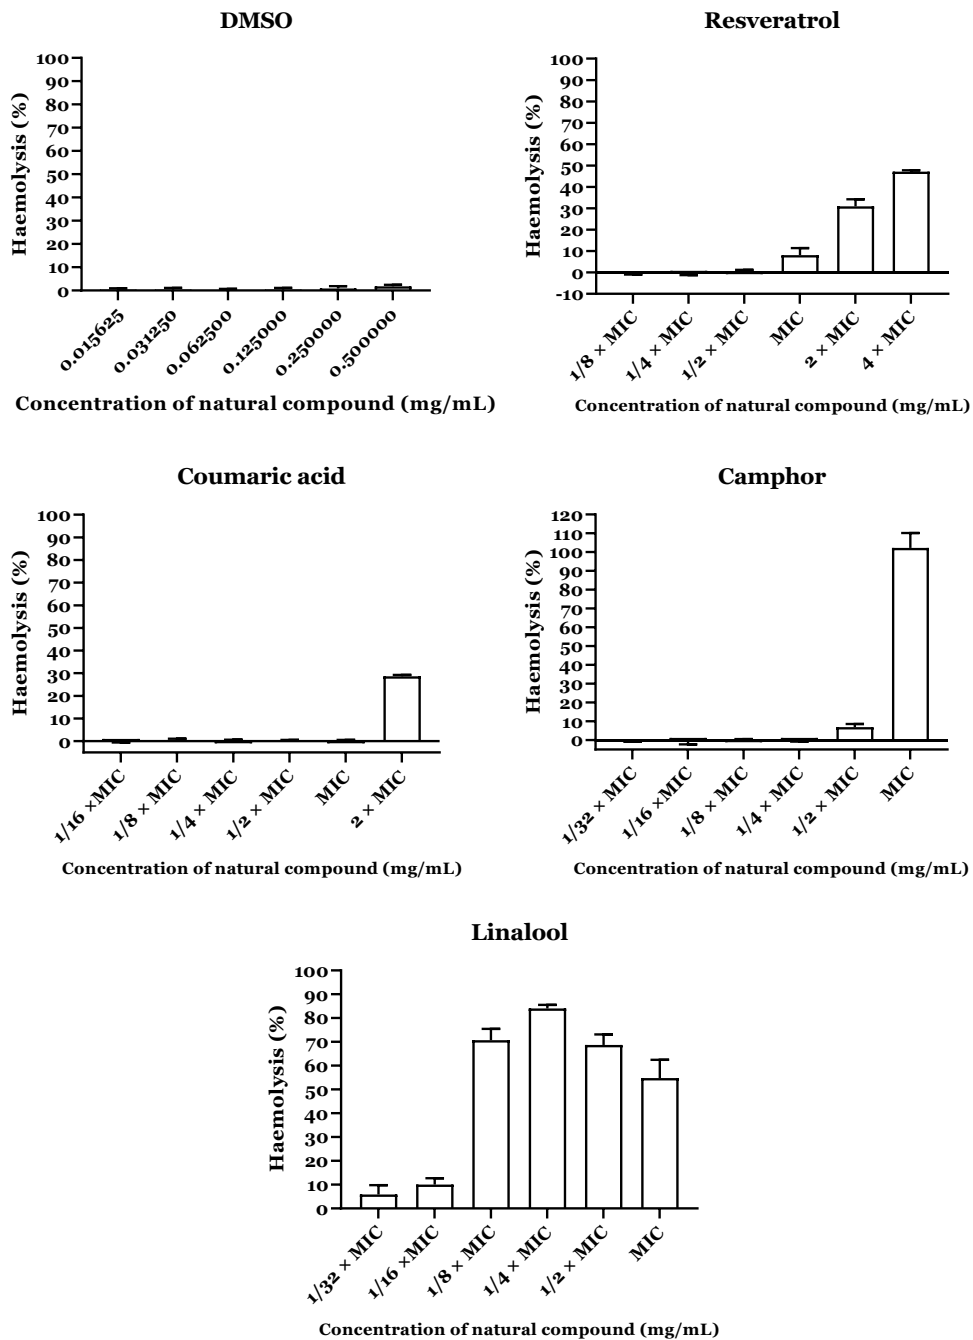 DMSO
Haemolysis (%)
100
90
80
70
60
50
40
30
20
10
0
0.015625
0.031250
0.062500
0.125000
0.250000
0.500000
Concentration of natural compound (mg/mL)
Resveratrol
Haemolysis (%)
100
90
80
70
60
50
40
30
20
10
0
-10
1/8 × MIC
1/4 × MIC
1/2 × MIC
MIC
2 × MIC
4 × MIC
Concentration of natural compound (mg/mL)
Coumaric acid
Haemolysis (%)
100
90
80
70
60
50
40
30
20
10
0
1/16 ×MIC
1/8 × MIC
1/4 × MIC
1/2 × MIC
MIC
2 × MIC
Concentration of natural compound (mg/mL)
Camphor
Haemolysis (%)
120
110
100
90
80
70
60
50
40
30
20
10
0
1/32 × MIC
1/16 ×MIC
1/8 × MIC
1/4 × MIC
1/2 × MIC
MIC
Concentration of natural compound (mg/mL)
Linalool
Haemolysis (%)
100
90
80
70
60
50
40
30
20
10
0
1/32 × MIC
1/16 ×MIC
1/8 × MIC
1/4 × MIC
1/2 × MIC
MIC
Concentration of natural compound (mg/mL)